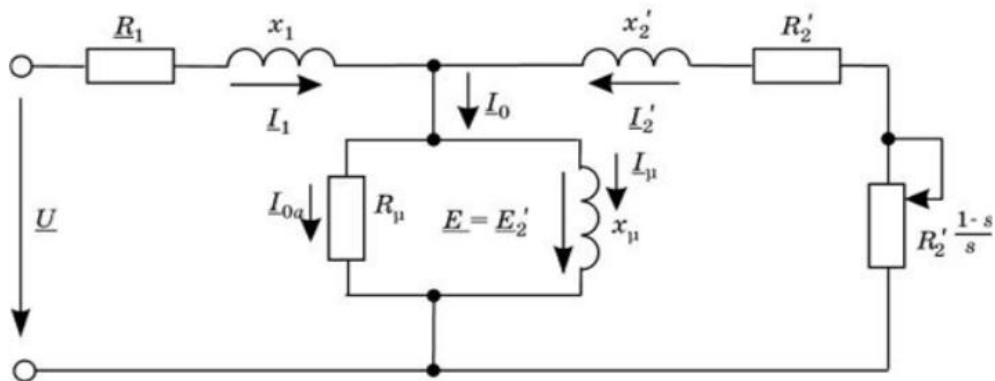 R₁
x₁
x₂′
R₂′
I₁
I₀
I₂′
U
I₀ₐ
Rμ
E = E₂′
Iμ
xμ
R₂′ 1-s/s